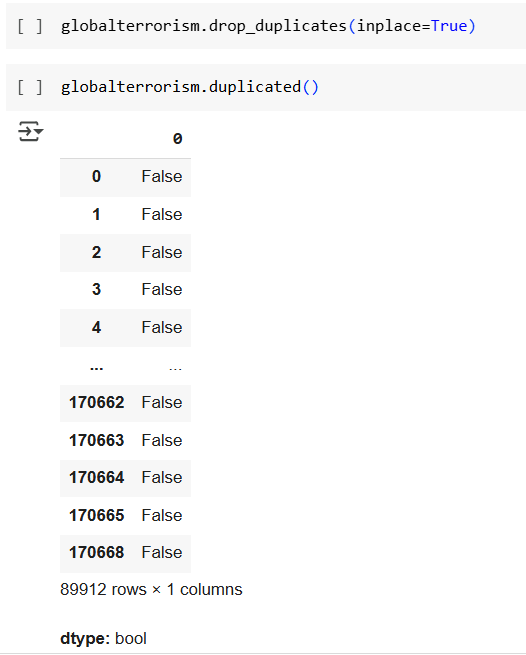 [ ] globalterrorism.drop_duplicates(inplace=True)
[ ] globalterrorism.duplicated()
0
0 False
1 False
2 False
3 False
4 False
... ...
170662 False
170663 False
170664 False
170665 False
170668 False
89912 rows × 1 columns
dtype: bool